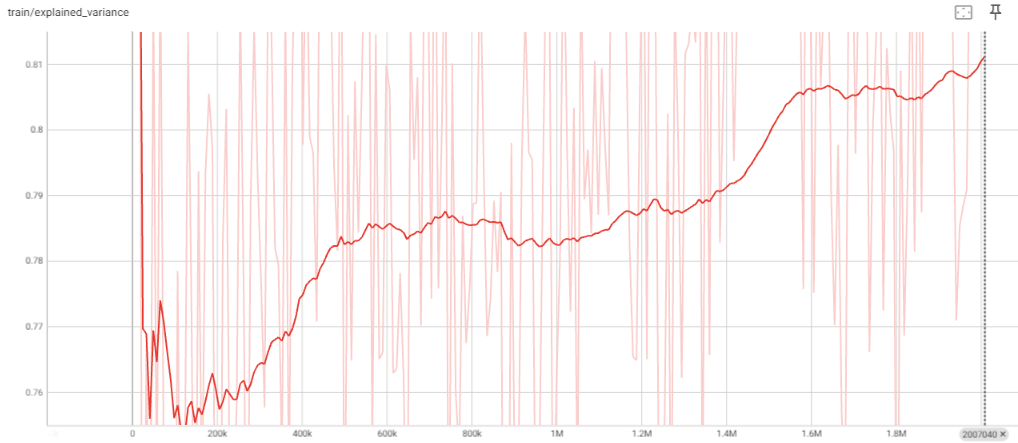 train/explained_variance
0.81
0.8
0.79
0.78
0.77
0.76
0
200k
400k
600k
800k
1M
1.2M
1.4M
1.6M
1.8M
2007040 ×